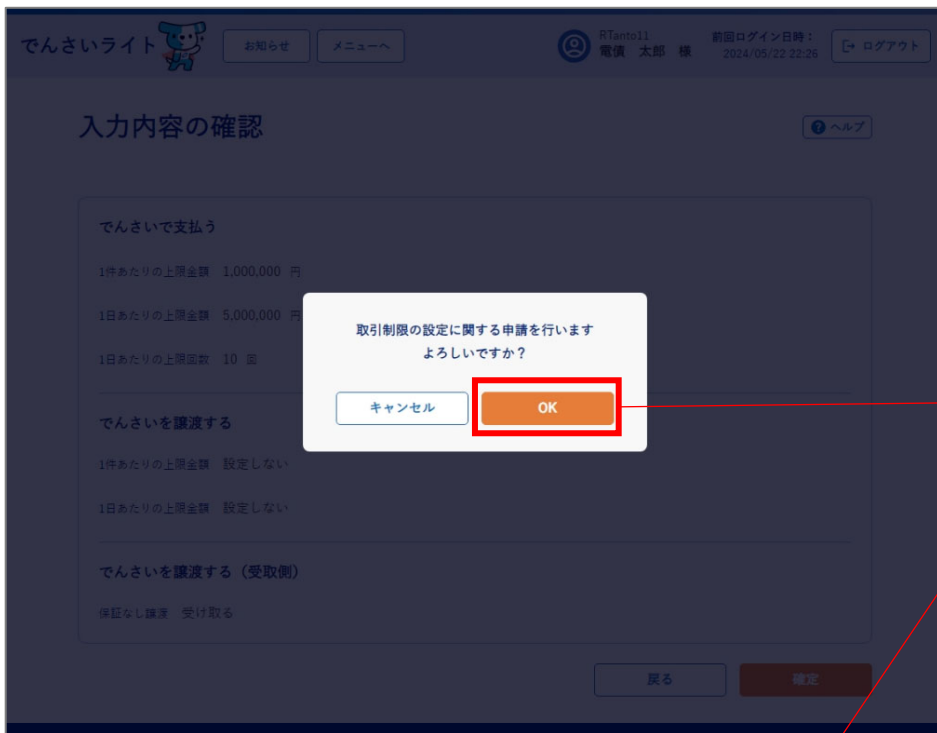 でんさいライト
お知らせ
メニューへ
RTanto11
電債 太郎 様
前回ログイン日時：
2024/05/22 22:26
ログアウト
入力内容の確認
ヘルプ
でんさいで支払う
1件あたりの上限金額 1,000,000 円
1日あたりの上限金額 5,000,000 円
1日あたりの上限回数 10 回
取引制限の設定に関する申請を行います
よろしいですか？
キャンセル
OK
でんさいを譲渡する
1件あたりの上限金額 設定しない
1日あたりの上限金額 設定しない
でんさいを譲渡する（受取側）
保証なし譲渡 受け取る
戻る
確定